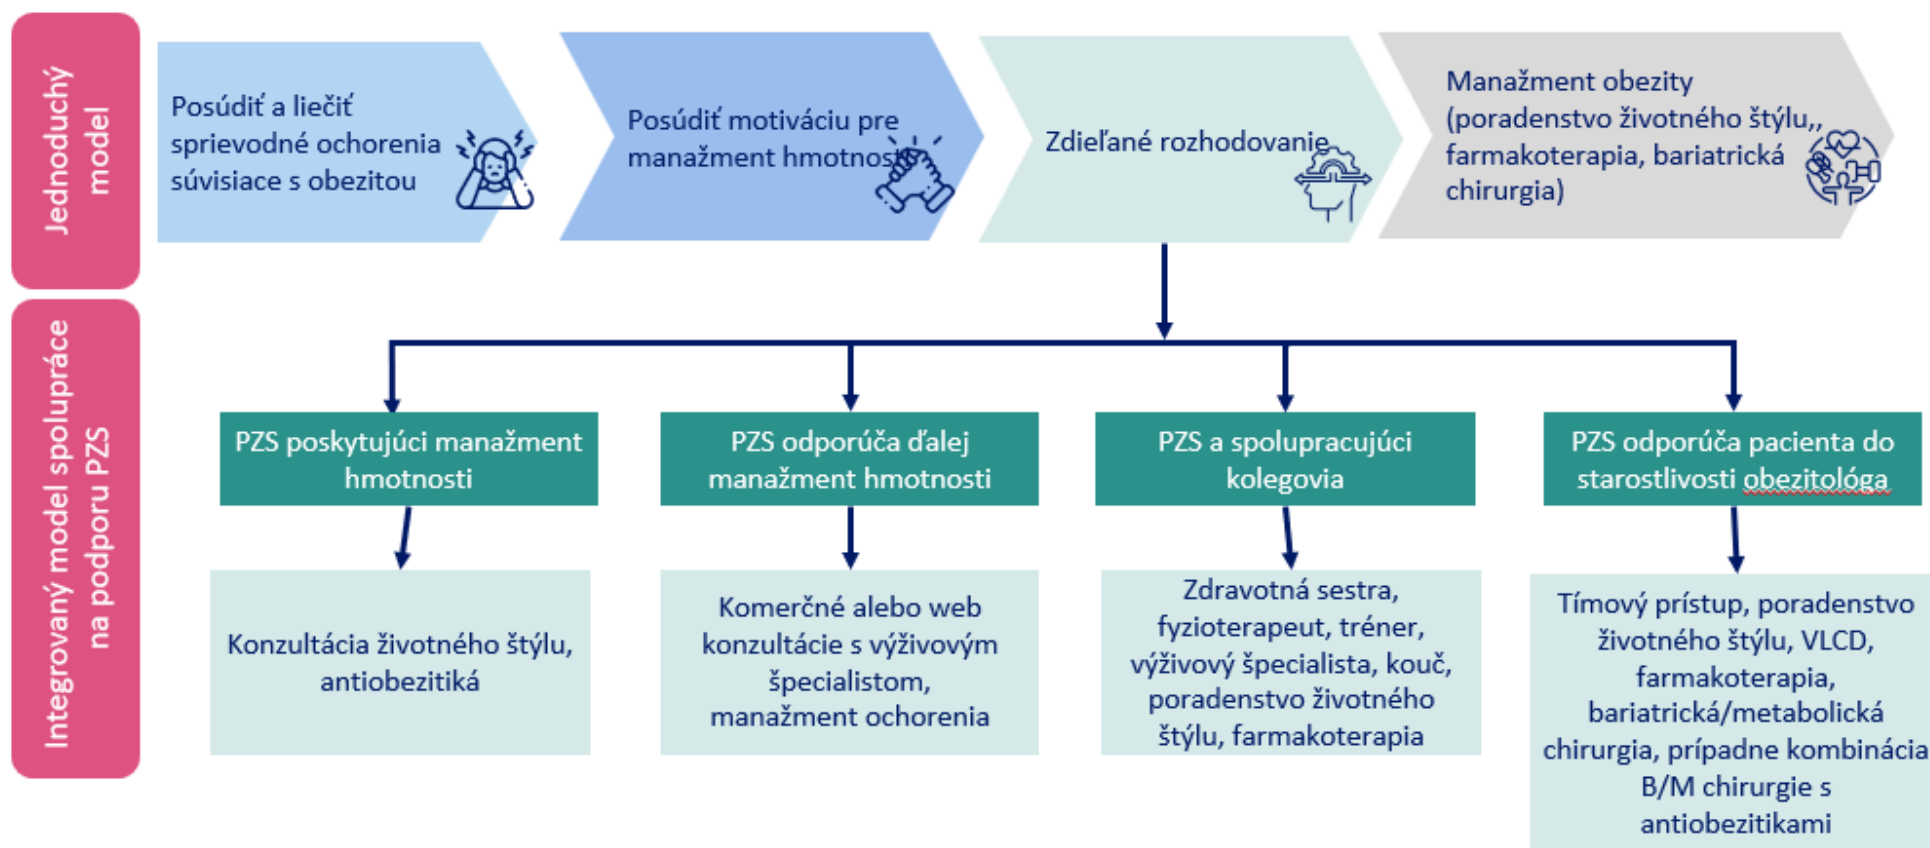 Jednoduchý
model
Posúdiť a liečiť
sprievodné ochorenia
súvisiace s obezitou
Posúdiť motiváciu pre
manažment hmotnosti
Zdieľané rozhodovanie
Manažment obezity
(poradenstvo životného štýlu,,
farmakoterapia, bariatrická
chirurgia)
Integrovaný model spolupráce
na podporu PZS
PZS poskytujúci manažment
hmotnosti
PZS odporúča ďalej
manažment hmotnosti
PZS a spolupracujúci
kolegovia
PZS odporúča pacienta do
starostlivosti obezitológa
Konzultácia životného štýlu,
antiobezitiká
Komerčné alebo web
konzultácie s výživovým
špecialistom,
manažment ochorenia
Zdravotná sestra,
fyzioterapeut, tréner,
výživový špecialista, kouč,
poradenstvo životného
štýlu, farmakoterapia
Tímový prístup, poradenstvo
životného štýlu, VLCD,
farmakoterapia,
bariatrická/metabolická
chirurgia, prípadne kombinácia
B/M chirurgie s
antiobezitikami